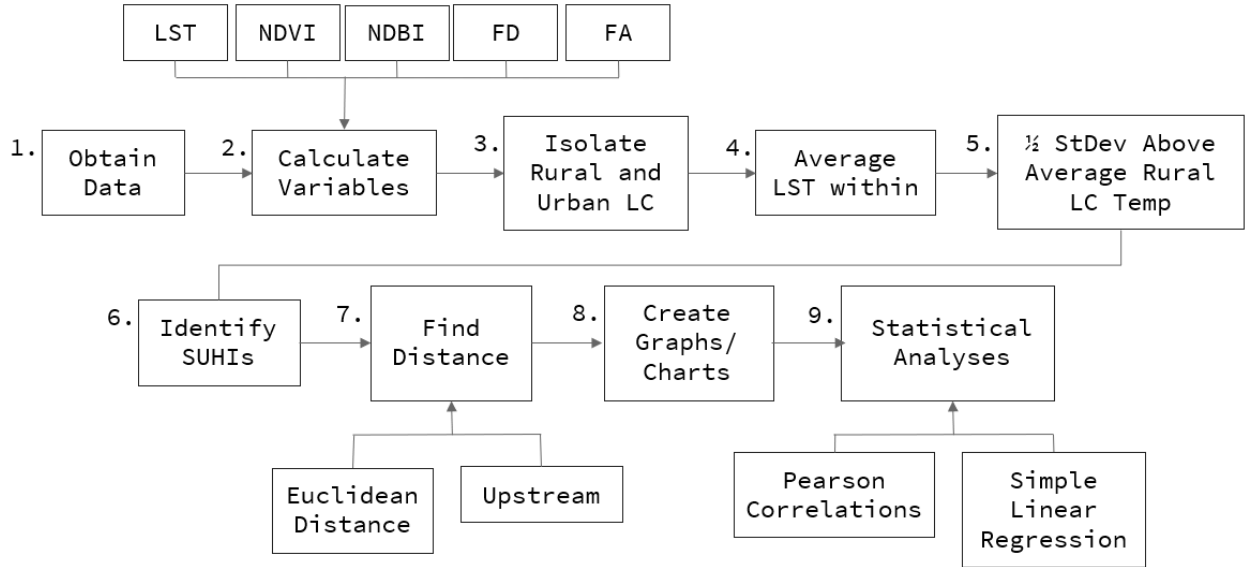 LST
NDVI
NDBI
FD
FA
1.
Obtain
Data
2.
Calculate
Variables
3.
Isolate
Rural and
Urban LC
4.
Average
LST within
5.
½ StDev Above
Average Rural
LC Temp
6.
Identify
SUHIs
7.
Find
Distance
8.
Create
Graphs/
Charts
9.
Statistical
Analyses
Euclidean
Distance
Upstream
Pearson
Correlations
Simple
Linear
Regression